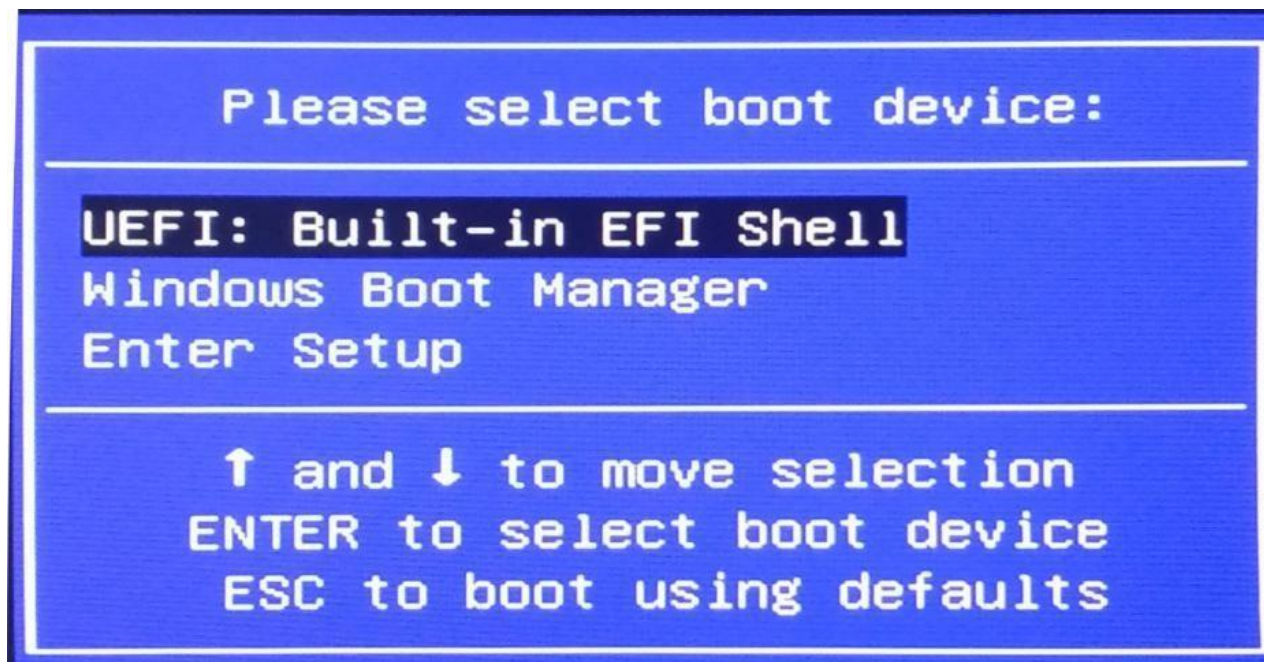 Please select boot device:
UEFI: Built-in EFI Shell
Windows Boot Manager
Enter Setup
↑ and ↓ to move selection
ENTER to select boot device
ESC to boot using defaults